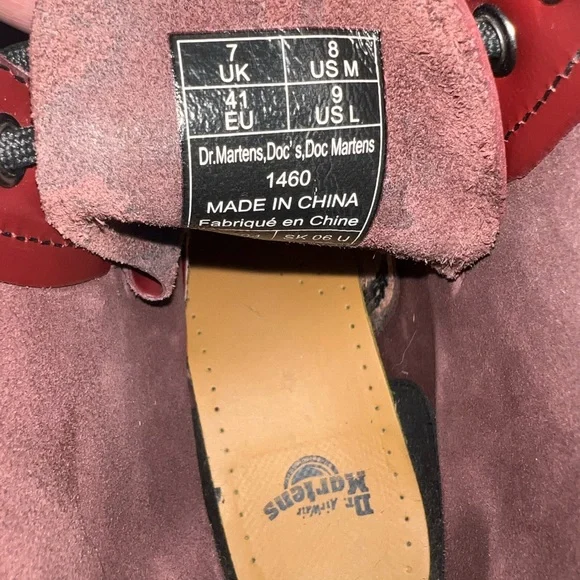 7 UK 8 US M
41 EU 9 US L
Dr.Martens,Doc's,Doc Martens
1460
MADE IN CHINA
Fabriqué en Chine
SK 06 U
Dr.
Martens
AirWair